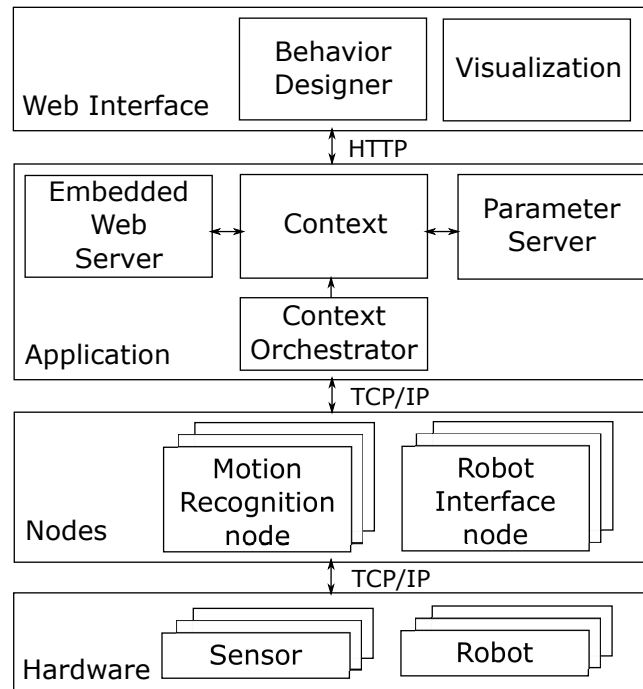 Behavior
Designer
Visualization
Web Interface
HTTP
Embedded
Web
Server
Context
Parameter
Server
Context
Orchestrator
Application
TCP/IP
Motion
Recognition
node
Robot
Interface
node
Nodes
TCP/IP
Sensor
Robot
Hardware